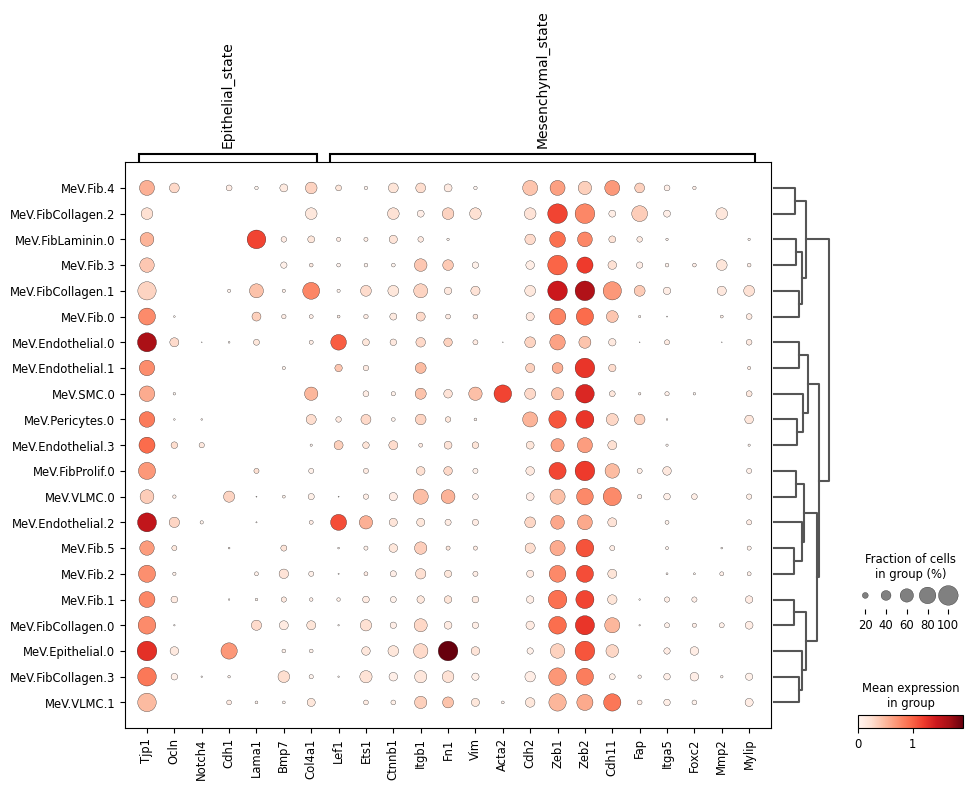 Epithelial_state
Mesenchymal_state
MeV.Fib.4
MeV.FibCollagen.2
MeV.FibLaminin.0
MeV.Fib.3
MeV.FibCollagen.1
MeV.Fib.0
MeV.Endothelial.0
MeV.Endothelial.1
MeV.SMC.0
MeV.Pericytes.0
MeV.Endothelial.3
MeV.FibProlif.0
MeV.VLMC.0
MeV.Endothelial.2
MeV.Fib.5
MeV.Fib.2
MeV.Fib.1
MeV.FibCollagen.0
MeV.Epithelial.0
MeV.FibCollagen.3
MeV.VLMC.1
Tjp1
Ocln
Notch4
Cdh1
Lama1
Bmp7
Col4a1
Lef1
Ets1
Ctnnb1
Itgb1
Fn1
Vim
Acta2
Cdh2
Zeb1
Zeb2
Cdh11
Fap
Itga5
Foxc2
Mmp2
Mylip
Fraction of cells
in group (%)
20 40 60 80 100
Mean expression
in group
0 1